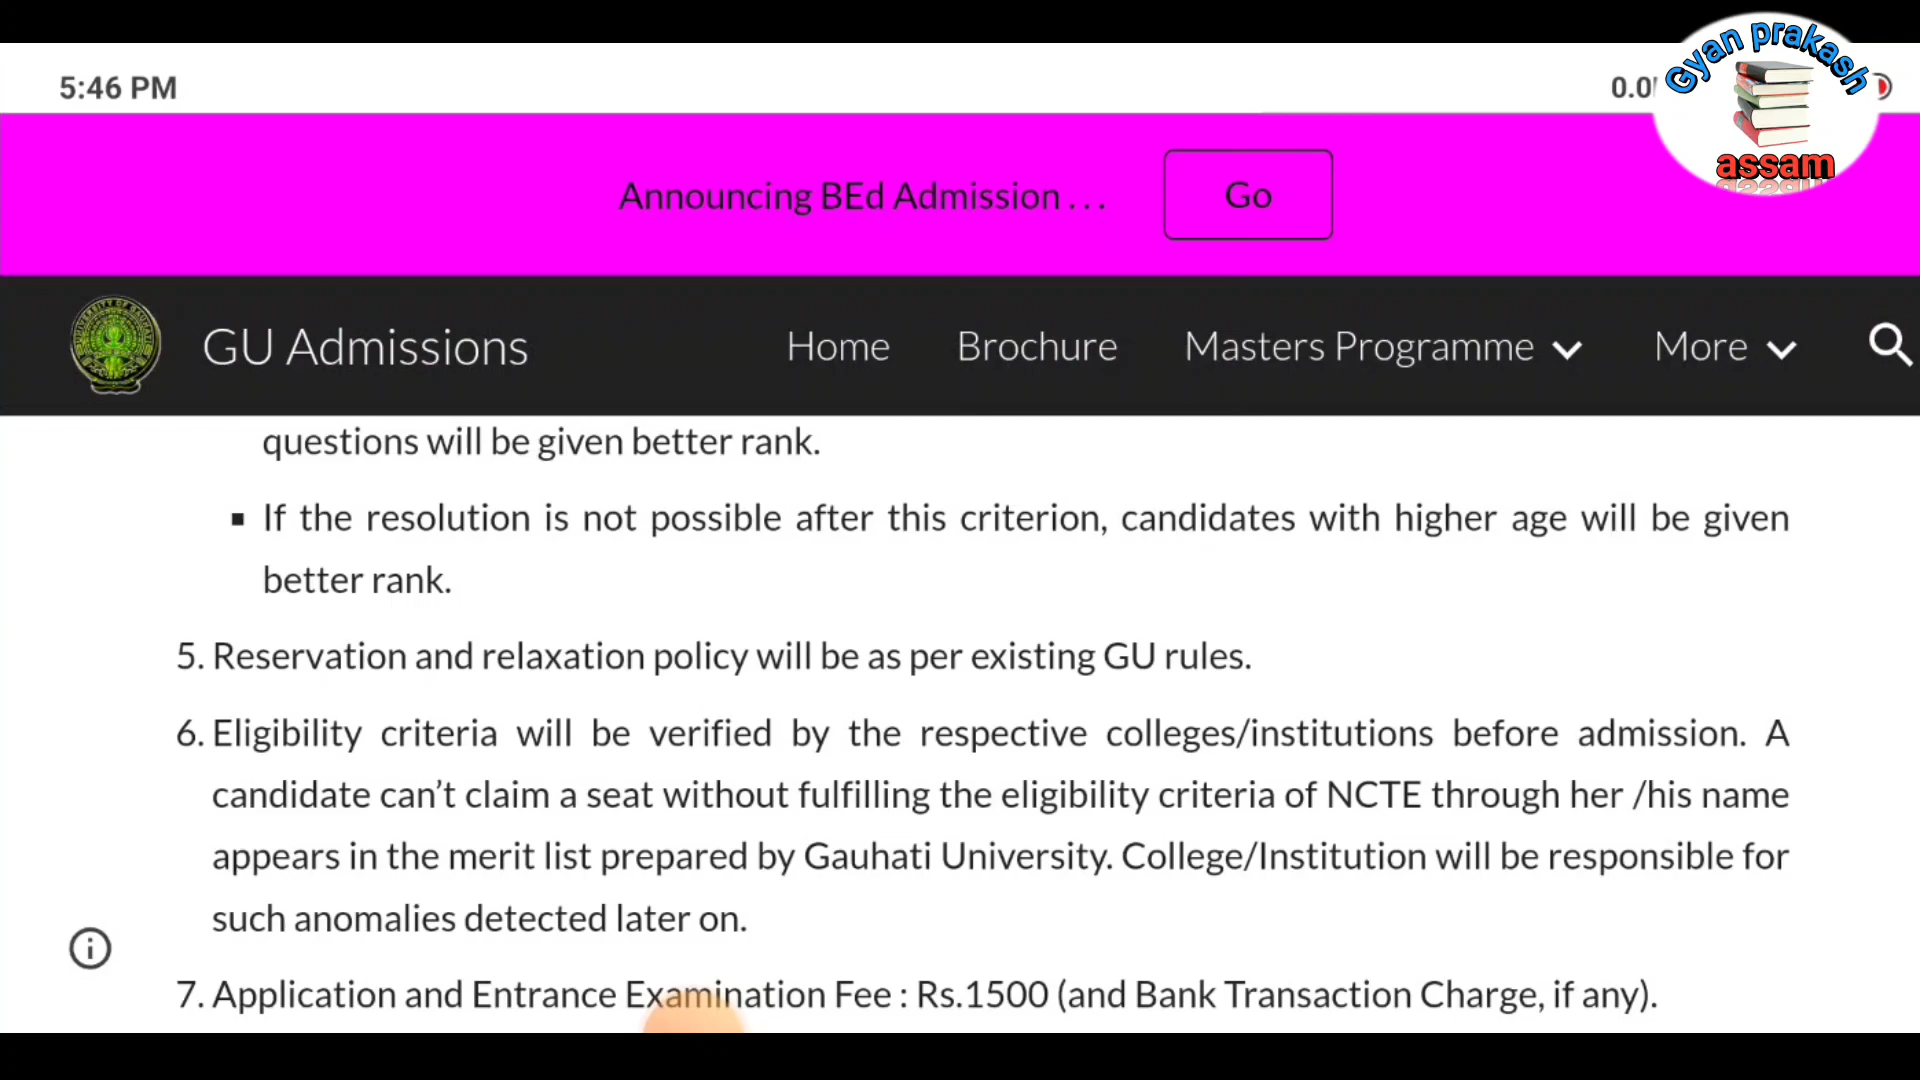 5:46 PM
0.0
Gyan prakash
assam
Announcing BEd Admission . . .
Go
GU Admissions
Home
Brochure
Masters Programme
More
questions will be given better rank.
▪ If the resolution is not possible after this criterion, candidates with higher age will be given
better rank.
5. Reservation and relaxation policy will be as per existing GU rules.
6. Eligibility criteria will be verified by the respective colleges/institutions before admission. A
candidate can’t claim a seat without fulfilling the eligibility criteria of NCTE through her /his name
appears in the merit list prepared by Gauhati University. College/Institution will be responsible for
such anomalies detected later on.
7. Application and Entrance Examination Fee : Rs.1500 (and Bank Transaction Charge, if any).